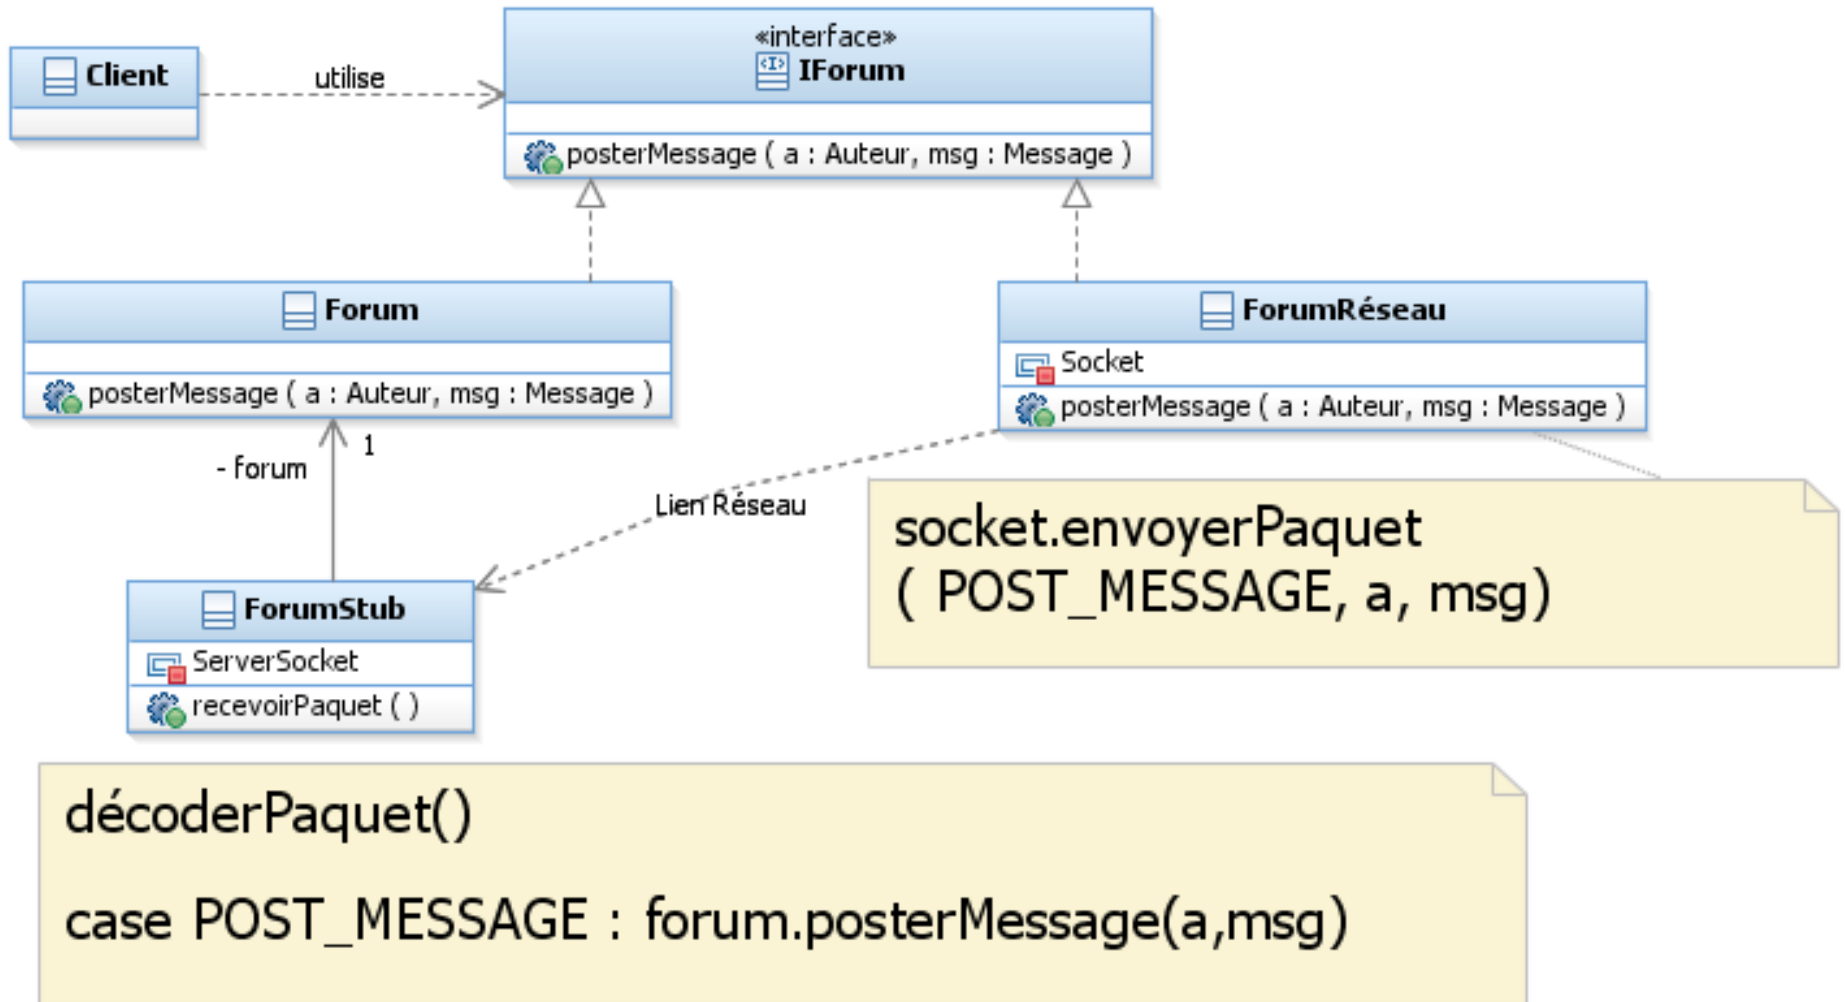 Client
utilise
«interface»
IForum
posterMessage ( a : Auteur, msg : Message )
Forum
posterMessage ( a : Auteur, msg : Message )
ForumRéseau
Socket
posterMessage ( a : Auteur, msg : Message )
1
- forum
Lien Réseau
socket.envoyerPaquet
( POST_MESSAGE, a, msg)
ForumStub
ServerSocket
recevoirPaquet ( )
décoderPaquet()
case POST_MESSAGE : forum.posterMessage(a,msg)